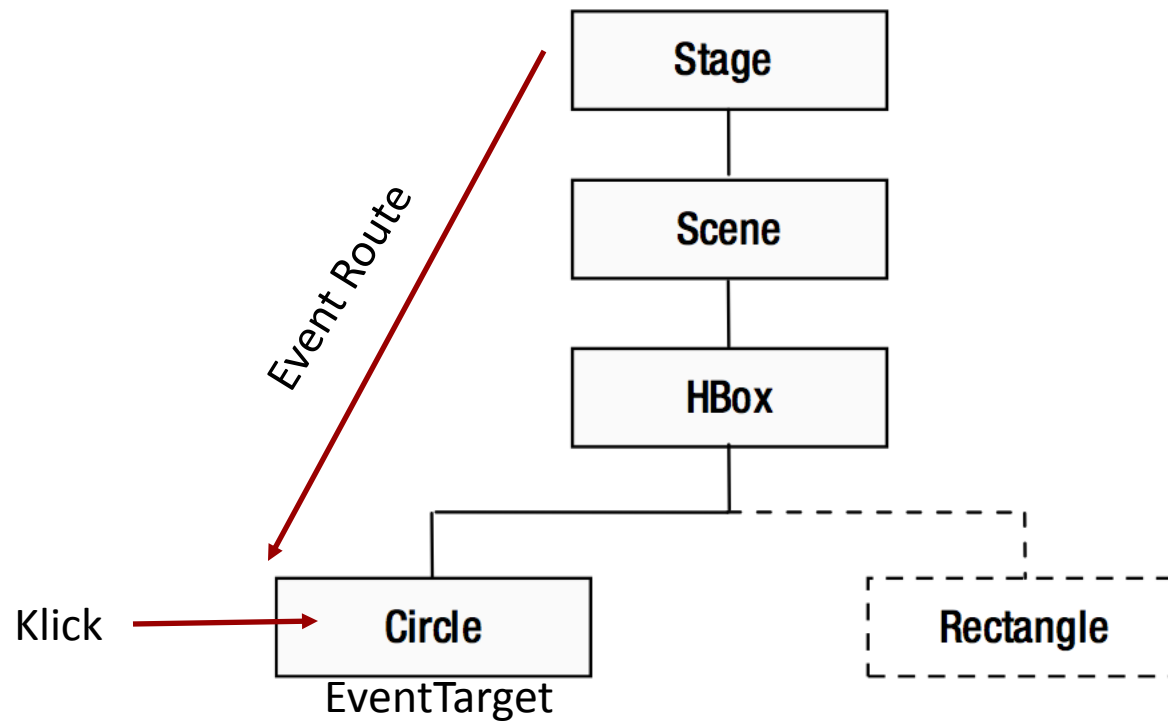 Stage
Event Route
Scene
HBox
Klick
Circle
Rectangle
EventTarget